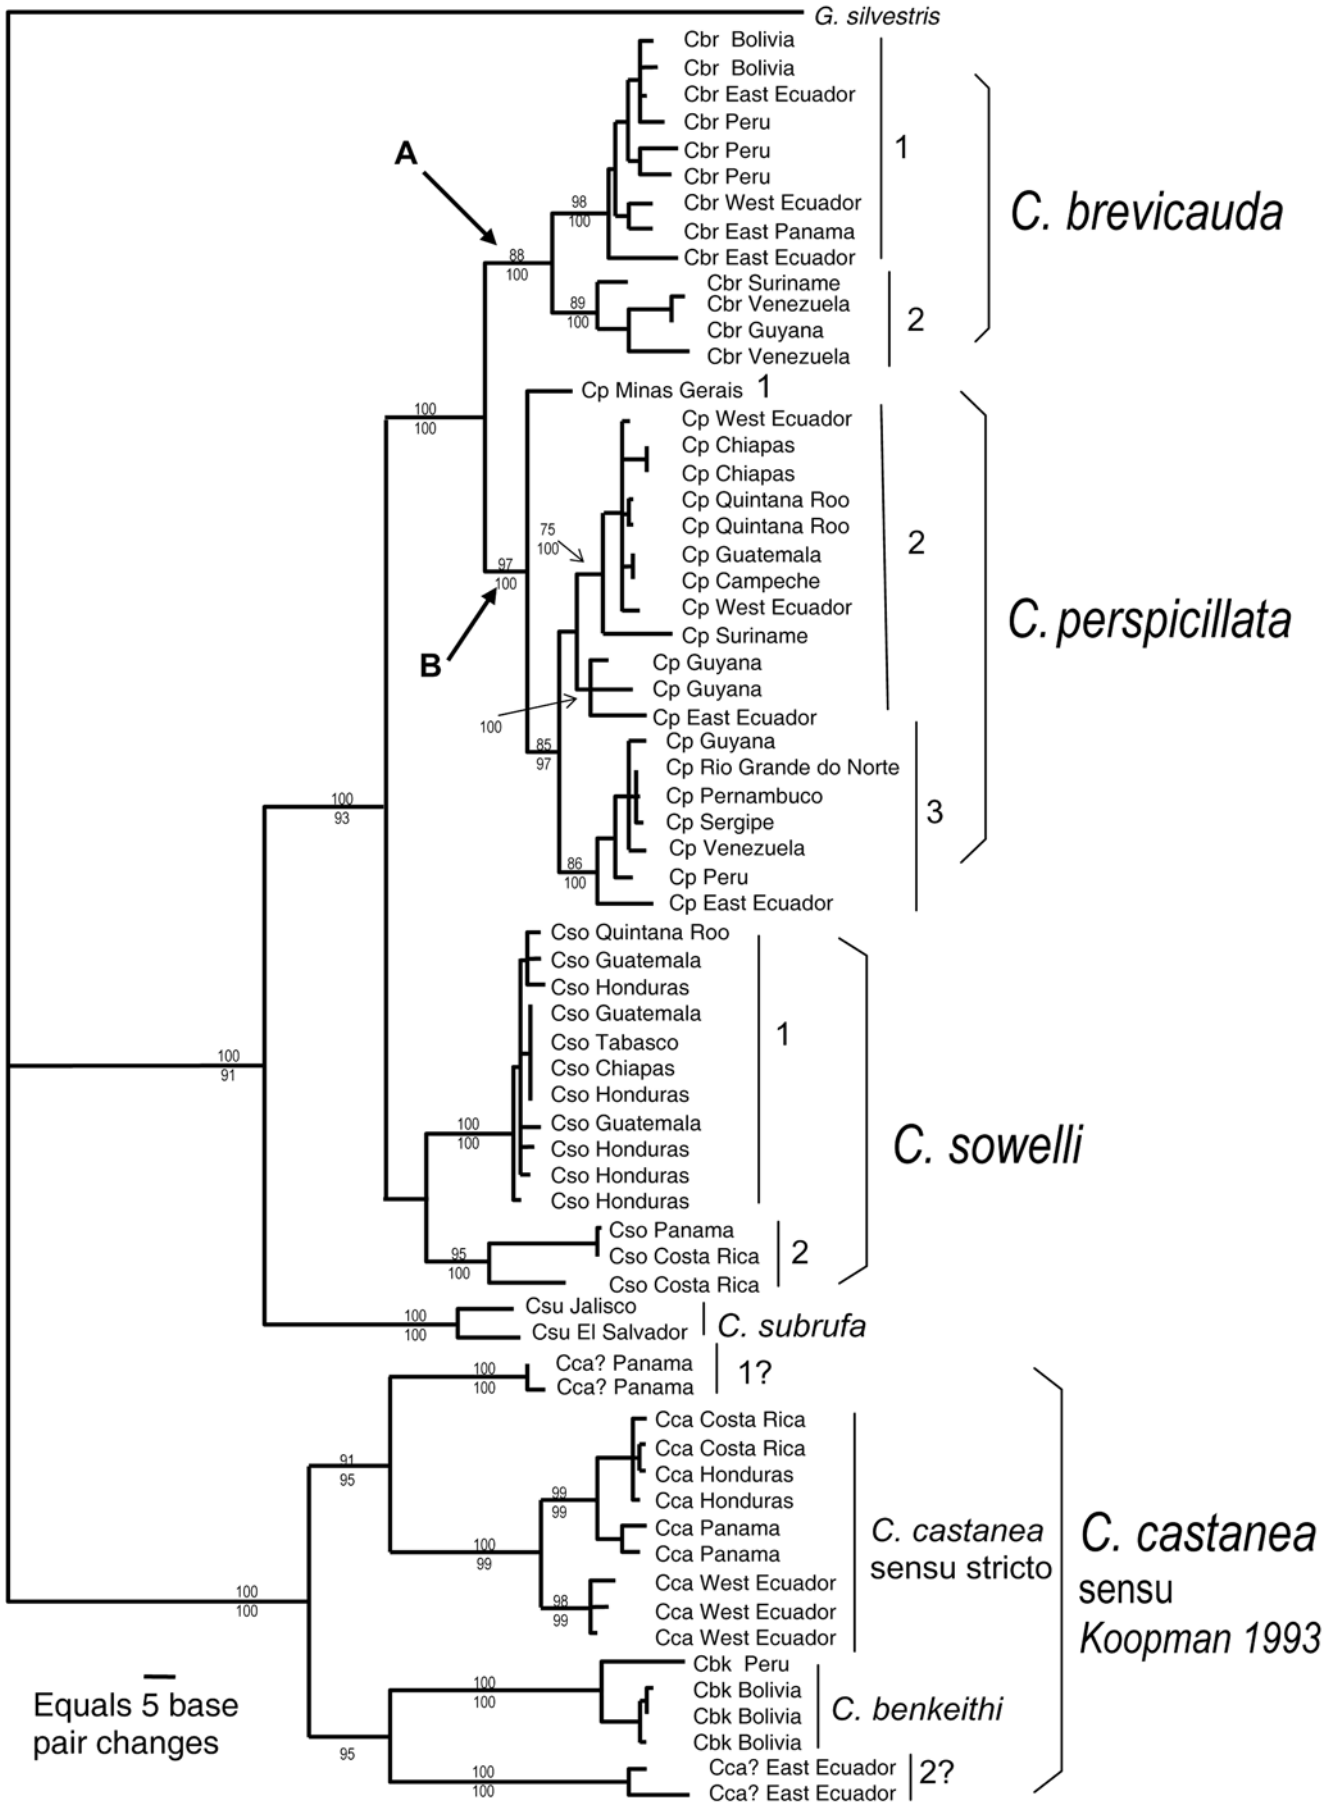 G. silvestris
Cbr Bolivia
Cbr Bolivia
Cbr East Ecuador
Cbr Peru
1
Cbr Peru
A
Cbr Peru
98
Cbr West Ecuador
100
C. brevicauda
Cbr East Panama
88
Cbr East Ecuador
100
Cbr Suriname
89
Cbr Venezuela
100
2
Cbr Guyana
Cbr Venezuela
Cp Minas Gerais 1
100
100
Cp West Ecuador
Cp Chiapas
Cp Chiapas
Cp Quintana Roo
75
Cp Quintana Roo
100
2
Cp Guatemala
97
100
Cp Campeche
Cp West Ecuador
C. perspicillata
Cp Suriname
B
Cp Guyana
Cp Guyana
100
Cp East Ecuador
85
97
Cp Guyana
Cp Rio Grande do Norte
100
93
Cp Pernambuco
3
Cp Sergipe
Cp Venezuela
86
100
Cp Peru
Cp East Ecuador
Cso Quintana Roo
Cso Guatemala
Cso Honduras
Cso Guatemala
1
Cso Tabasco
100
91
Cso Chiapas
Cso Honduras
100
100
Cso Guatemala
C. sowelli
Cso Honduras
Cso Honduras
Cso Honduras
Cso Panama
95
100
Cso Costa Rica
2
Cso Costa Rica
100
100
Csu Jalisco
C. subrufa
Csu El Salvador
Cca? Panama
100
100
1?
Cca? Panama
Cca Costa Rica
91
95
Cca Costa Rica
Cca Honduras
99
99
Cca Honduras
Cca Panama
C. castanea
sensu stricto
100
99
Cca Panama
C. castanea
sensu
Koopman 1993
Cca West Ecuador
98
99
Cca West Ecuador
100
100
Cca West Ecuador
Cbk Peru
100
100
Cbk Bolivia
C. benkeithi
Cbk Bolivia
Cbk Bolivia
Equals 5 base
pair changes
95
Cca? East Ecuador
100
100
2?
Cca? East Ecuador